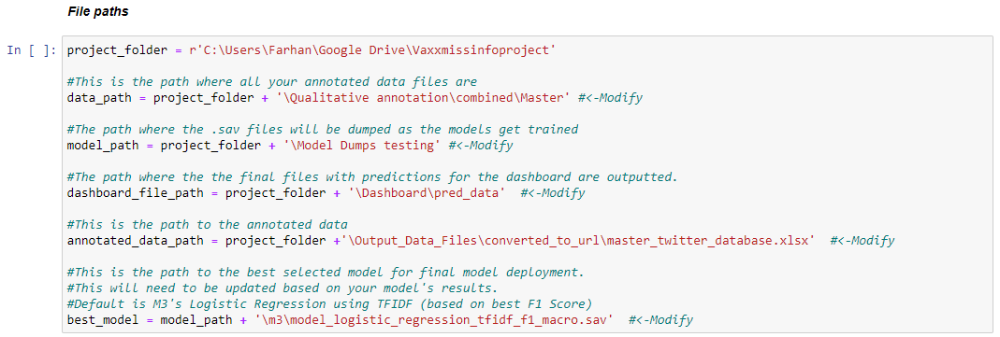 File paths
In [ ]: project_folder = r'C:\Users\Farhan\Google Drive\Vaxxmissinfoproject'
#This is the path where all your annotated data files are
data_path = project_folder + '\Qualitative annotation\combined\Master' #<-Modify
#The path where the .sav files will be dumped as the models get trained
model_path = project_folder + '\Model Dumps testing' #<-Modify
#The path where the the final files with predictions for the dashboard are outputted.
dashboard_file_path = project_folder + '\Dashboard\pred_data'  #<-Modify
#This is the path to the annotated data
annotated_data_path = project_folder +'\Output_Data_Files\converted_to_url\master_twitter_database.xlsx'  #<-Modify
#This is the path to the best selected model for final model deployment.
#This will need to be updated based on your model's results.
#Default is M3's Logistic Regression using TFIDF (based on best F1 Score)
best_model = model_path + '\m3\model_logistic_regression_tfidf_f1_macro.sav'  #<-Modify